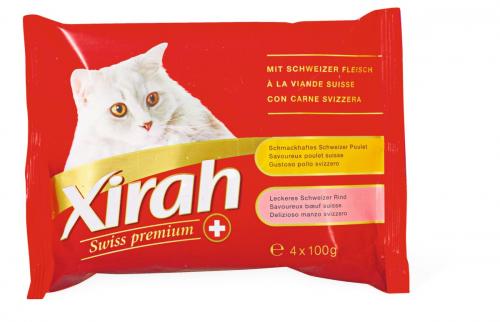 MIT SCHWEIZER FLEISCH
À LA VIANDE SUISSE
CON CARNE SVIZZERA
Schmackhaftes Schweizer Poulet
Savoureux poulet suisse
Gustoso pollo svizzero
Xirah
Swiss premium
Leckeres Schweizer Rind
Savoureux bœuf suisse
Delizioso manzo svizzero
℮ 4 x 100g